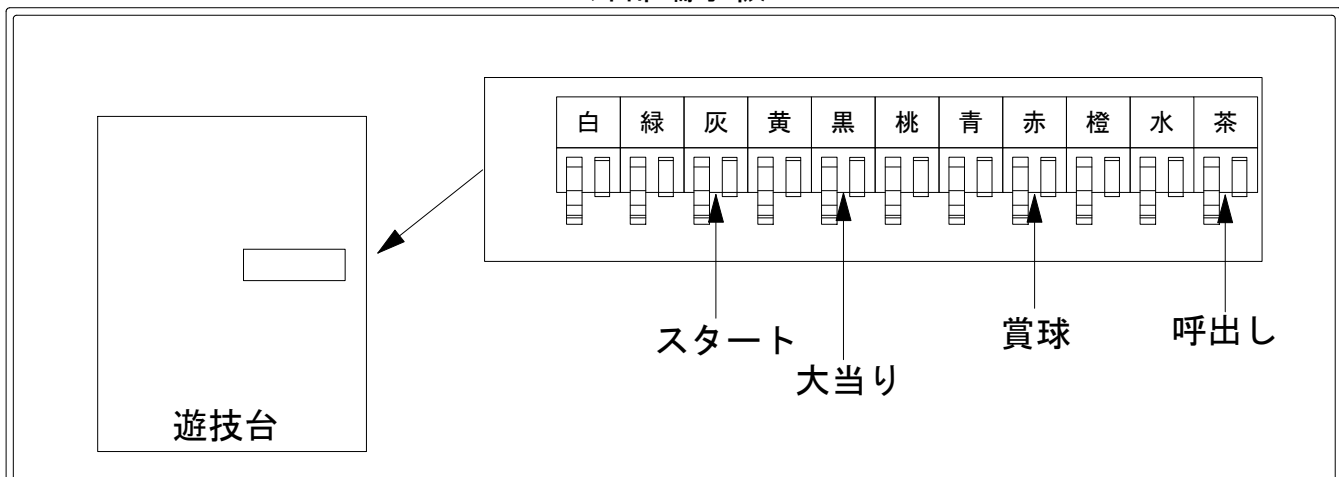 白 緑 灰 黄 黒 桃 青 赤 橙 水 茶
スタート
大当り
賞球
呼出し
遊技台